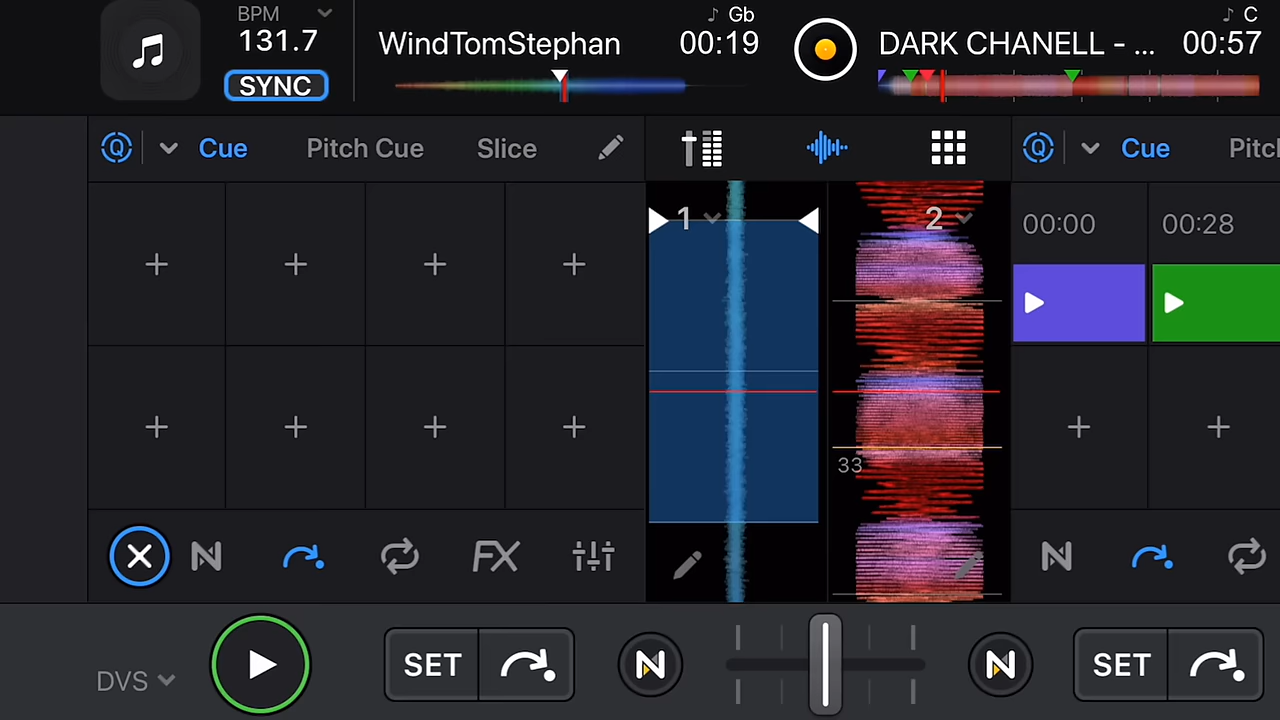 BPM
131.7
SYNC
WindTomStephan
Gb
00:19
DARK CHANELL - ...
C
00:57
Q
Cue
Pitch Cue
Slice
Q
Cue
Pitc
1
2
00:00
00:28
33
N
FX
N
DVS
SET
N
N
SET